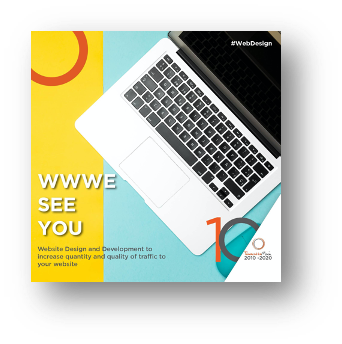 #WebDesign
WWWE
SEE
YOU
Website Design and Development to
increase quantity and quality of traffic to
your website
10
2010 -2020